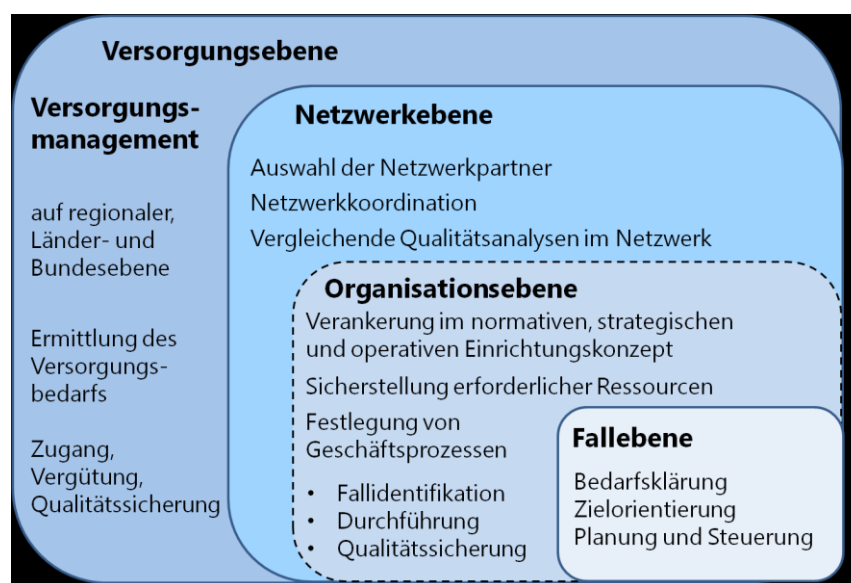 Versorgungsebene
Versorgungs-
management
auf regionaler,
Länder- und
Bundesebene
Ermittlung des
Versorgungs-
bedarfs
Zugang,
Vergütung,
Qualitätssicherung
Netzwerkebene
Auswahl der Netzwerkpartner
Netzwerkkoordination
Vergleichende Qualitätsanalysen im Netzwerk
Organisationsebene
Verankerung im normativen, strategischen
und operativen Einrichtungskonzept
Sicherstellung erforderlicher Ressourcen
Festlegung von
Geschäftsprozessen
• Fallidentifikation
• Durchführung
• Qualitätssicherung
Fallebene
Bedarfsklärung
Zielorientierung
Planung und Steuerung